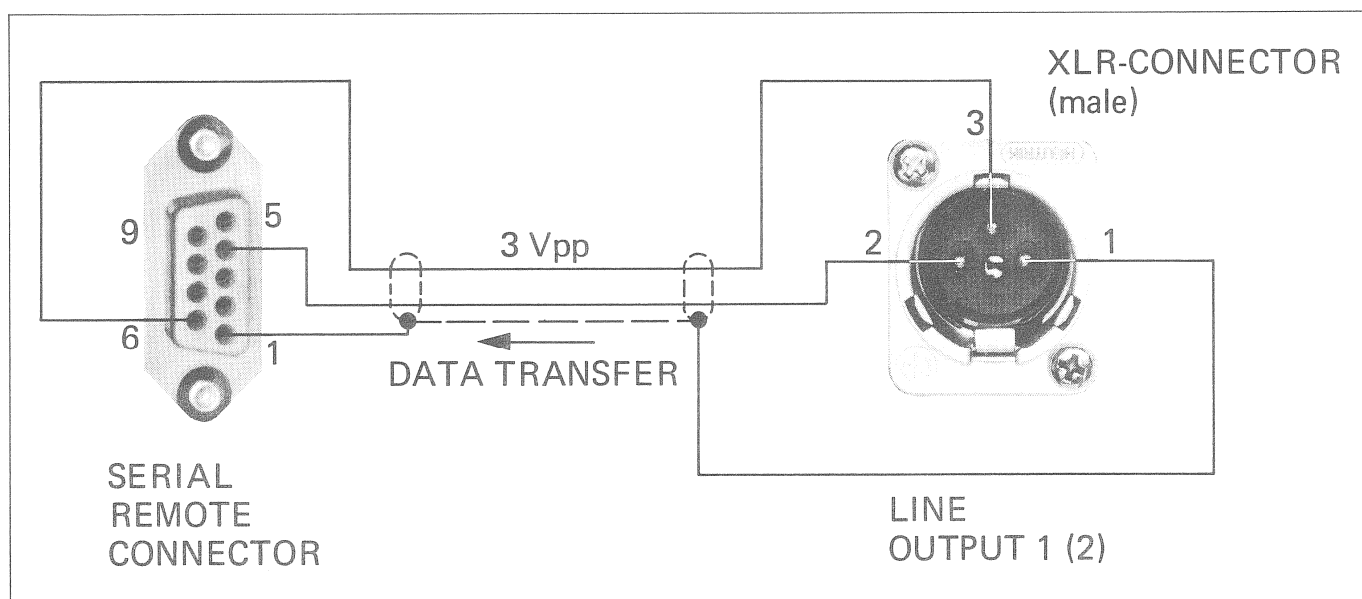 XLR-CONNECTOR
(male)
3
9
5
3 Vpp
2
1
6
1
DATA TRANSFER
SERIAL
REMOTE
CONNECTOR
LINE
OUTPUT 1 (2)